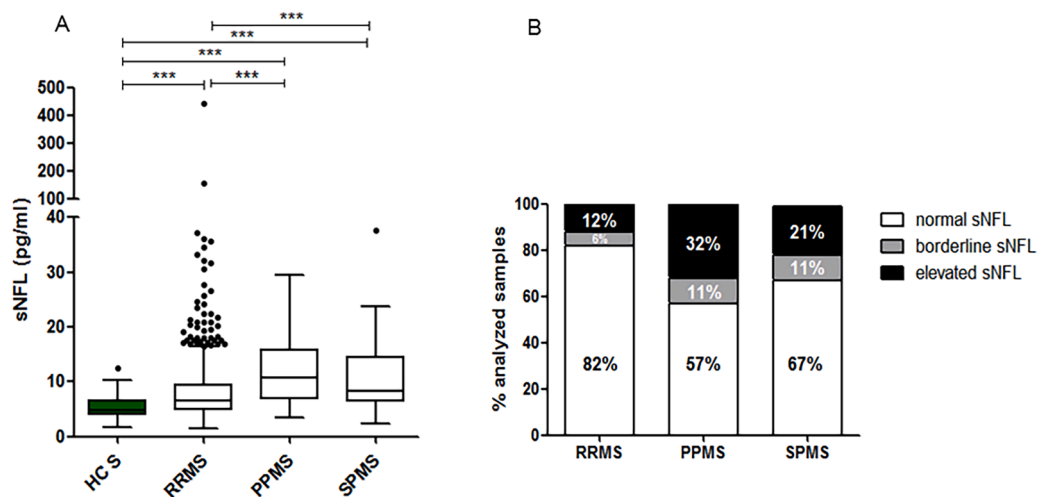 A
B
***
***
***
***
***
500
400
300
200
100
40
30
20
10
0
sNFL (pg/ml)
HC S
RRMS
PPMS
SPMS
100
80
60
40
20
0
% analyzed samples
12%
6%
82%
32%
11%
57%
21%
11%
67%
RRMS
PPMS
SPMS
normal sNFL
borderline sNFL
elevated sNFL